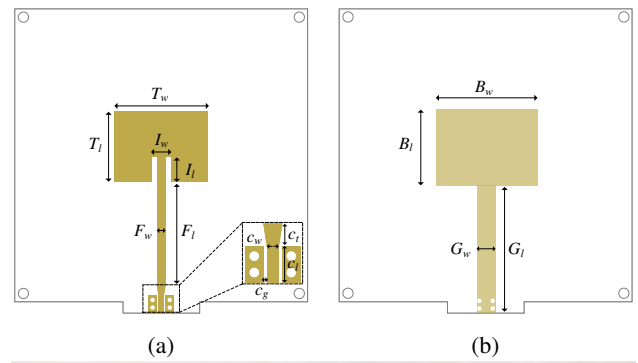 T_w
B_w
I_w
T_l
I_l
B_l
F_w
F_l
c_w
c_t
c_l
c_g
G_w
G_l
(a)
(b)